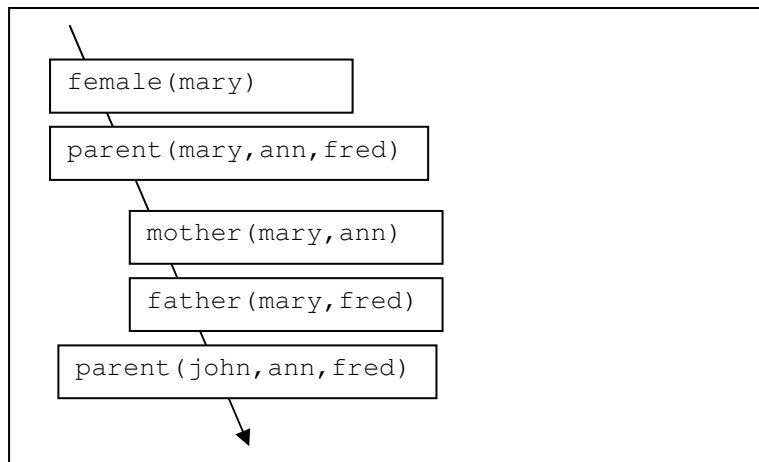 female(mary)
parent(mary,ann,fred)
mother(mary,ann)
father(mary,fred)
parent(john,ann,fred)